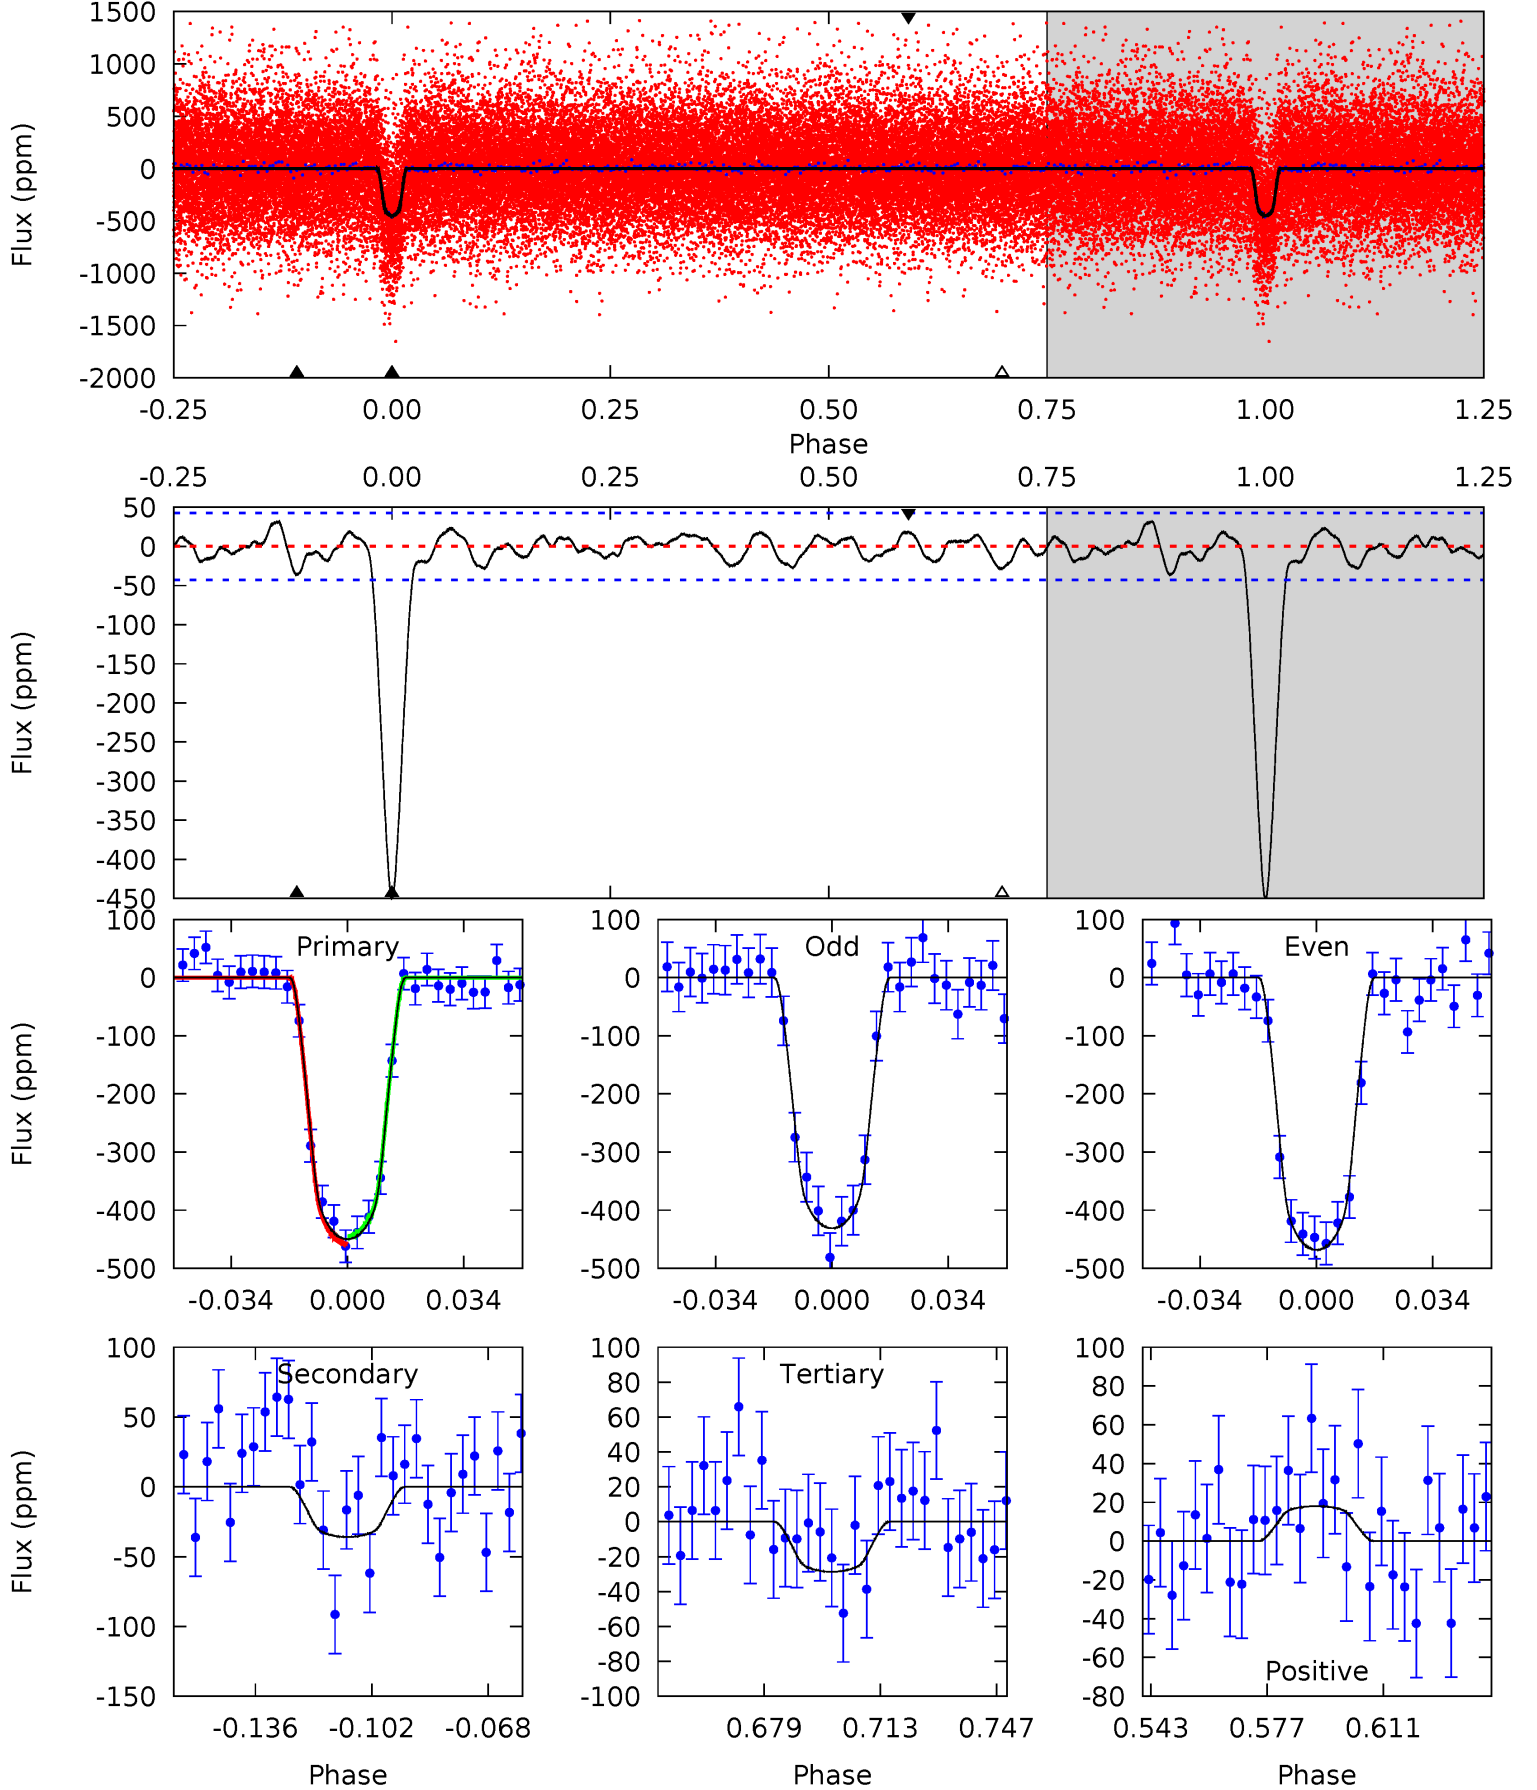 1500
1000
500
0
-500
-1000
-1500
-2000
Flux (ppm)
-0.25 0.00 0.25 0.50 0.75 1.00 1.25
Phase
-0.25 0.00 0.25 0.50 0.75 1.00 1.25
50
0
-50
-100
-150
-200
-250
-300
-350
-400
-450
Flux (ppm)
Primary Odd Even
100 100 100
0 0 0
-100 -100 -100
-200 -200 -200
-300 -300 -300
-400 -400 -400
-500 -500 -500
Flux (ppm)
-0.034 0.000 0.034 -0.034 0.000 0.034 -0.034 0.000 0.034
Secondary Tertiary Positive
100
50
0
-50
-100
-150
Flux (ppm)
100
80
60
40
20
0
-20
-40
-60
-80
-100
100
80
60
40
20
0
-20
-40
-60
-80
-0.136 -0.102 -0.068 0.679 0.713 0.747 0.543 0.577 0.611
Phase Phase Phase